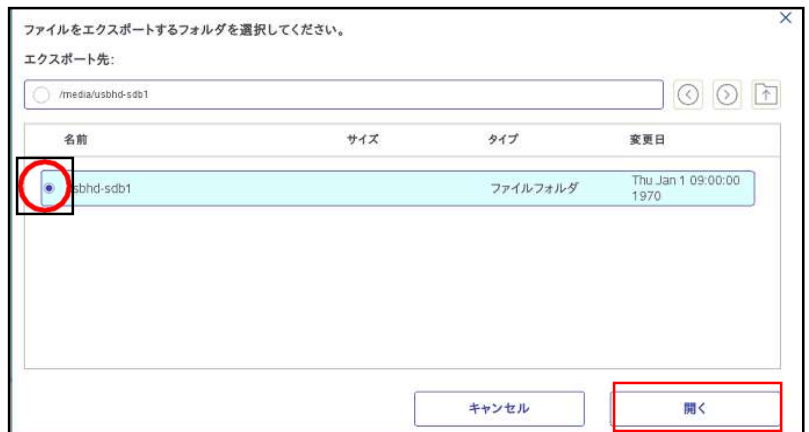 ファイルをエクスポートするフォルダを選択してください。
エクスポート先:
/media/usbhd-sdb1
名前 サイズ タイプ 変更日
sbhd-sdb1 ファイルフォルダ Thu Jan 1 09:00:00
1970
キャンセル 開く